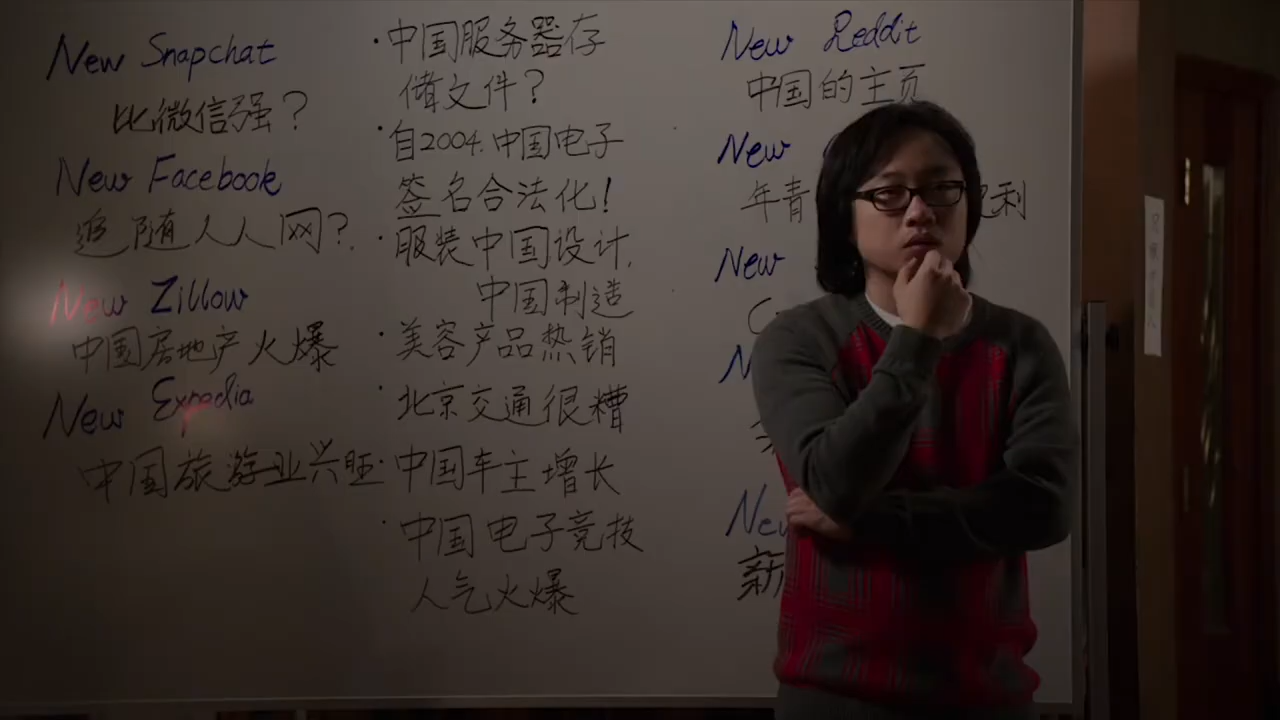 New Snapchat
比微信强？
New Facebook
追随人人网？
New Zillow
中国房地产火爆
New Expedia
中国旅游业兴旺
·中国服务器存
储文件？
·自2004.中国电子
签名合法化！
·服装中国设计,
中国制造
·美容产品热销
·北京交通很糟
·中国车主增长
·中国电子竞技
人气火爆
New Reddit
中国的主页
New
年青
利
New
New
新